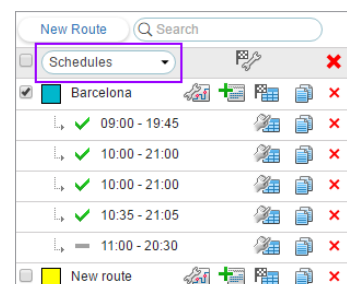 New Route Search
Schedules
Barcelona
09:00 - 19:45
10:00 - 21:00
10:00 - 21:00
10:35 - 21:05
11:00 - 20:30
New route